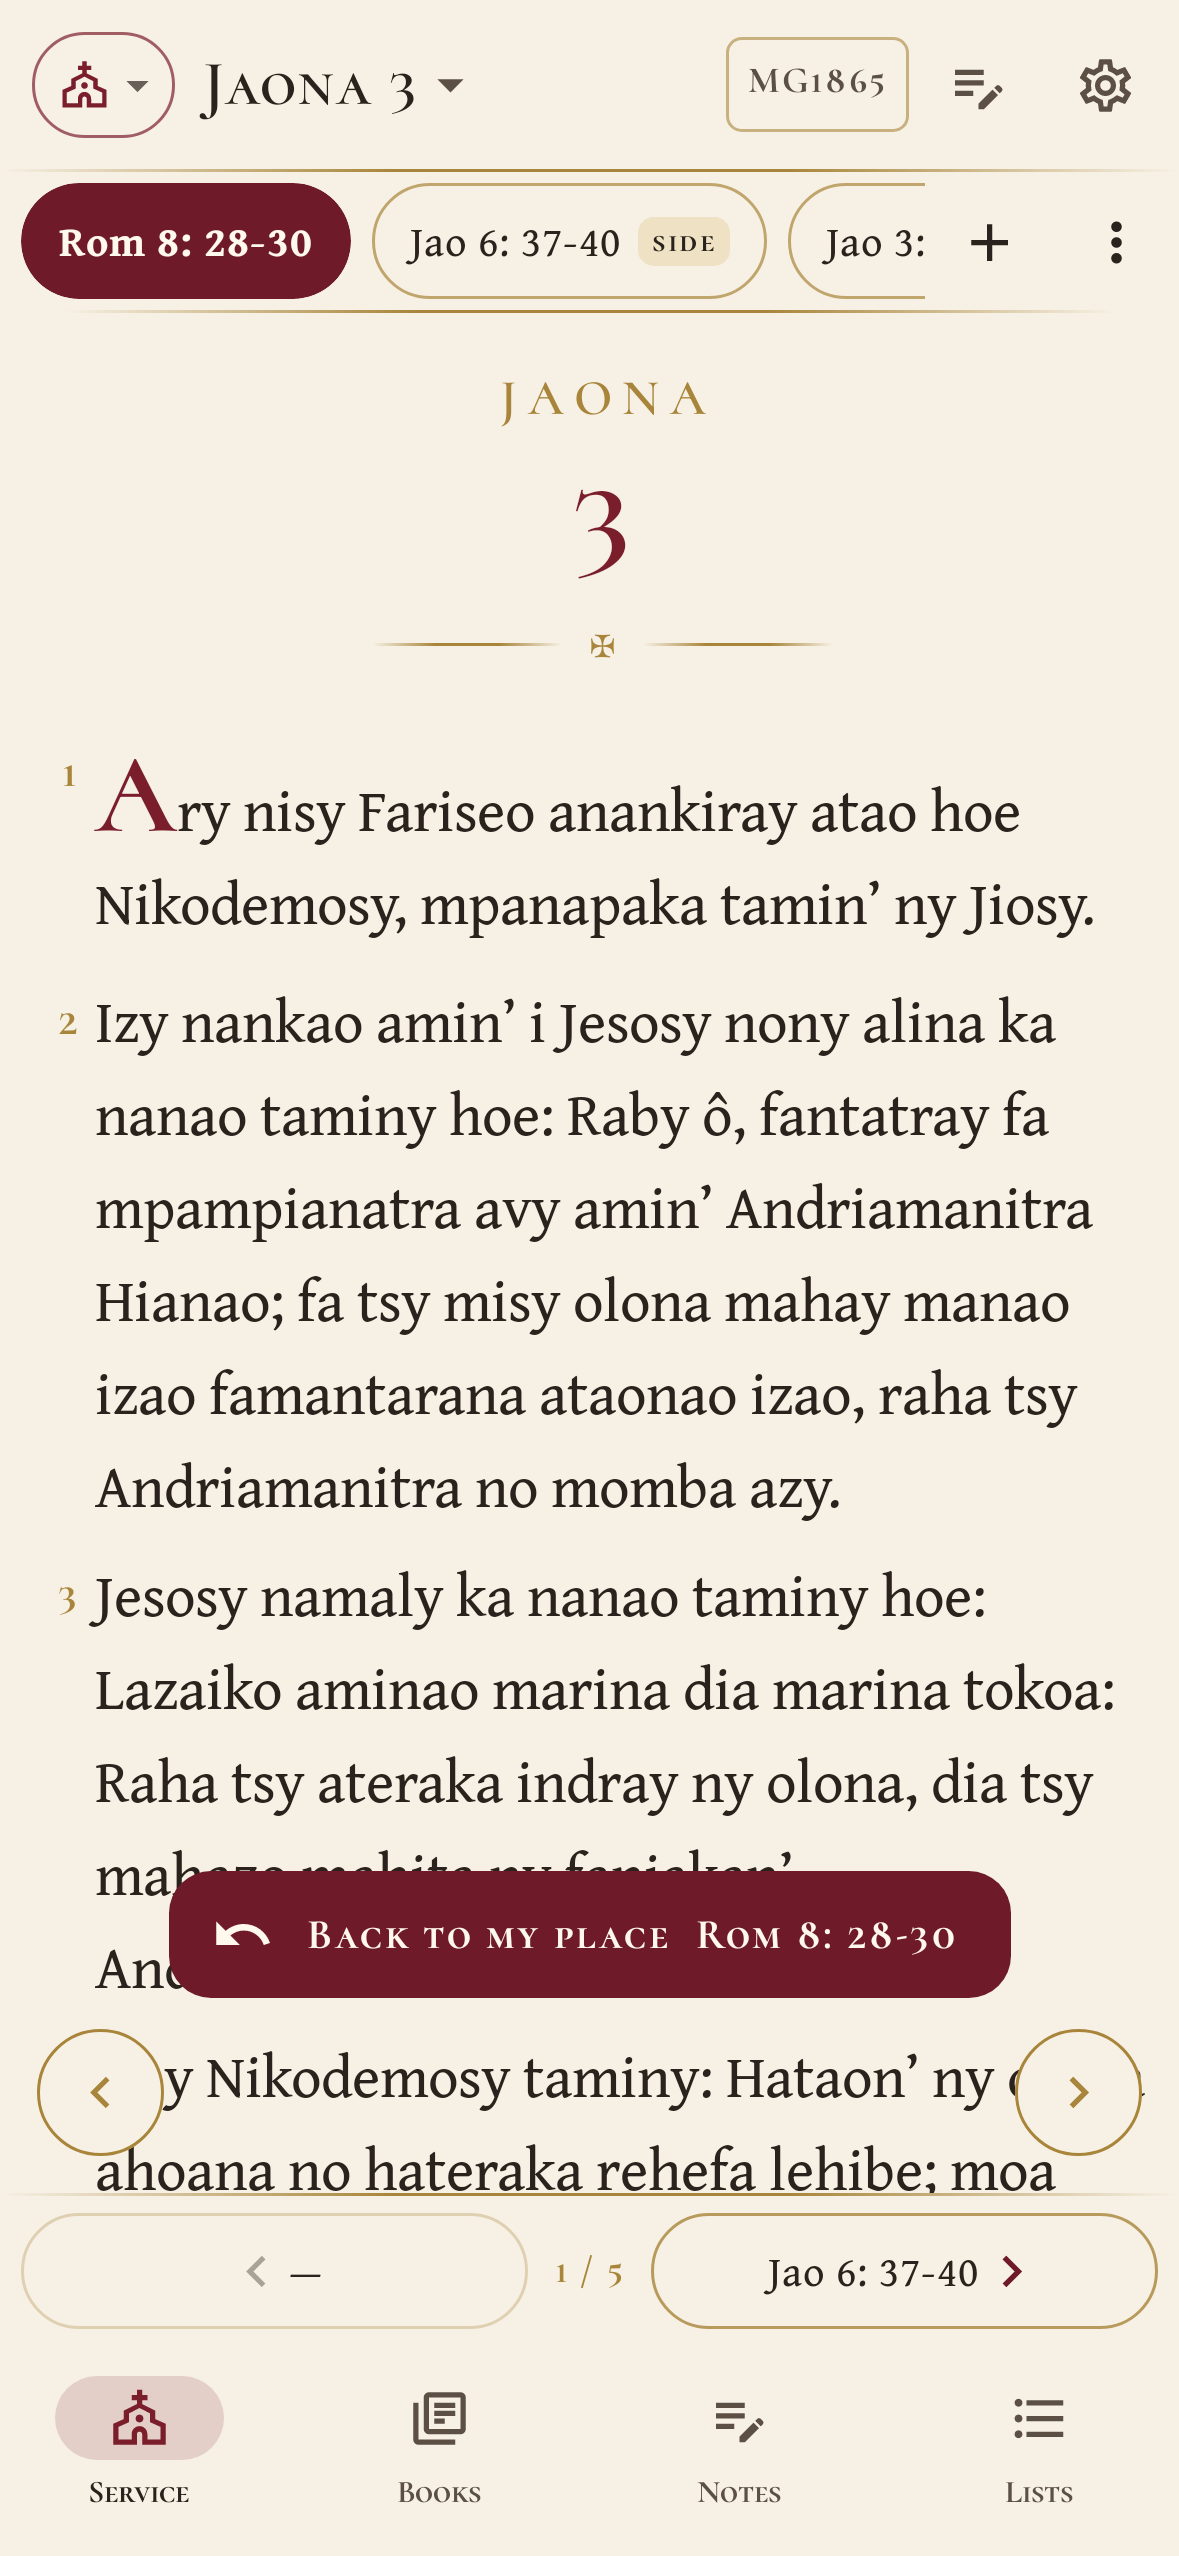 Jaona 3
MG1865
Rom 8: 28-30
Jao 6: 37-40 SIDE
Jao 3:
JAONA
3
1 Ary nisy Fariseo anankiray atao hoe
Nikodemosy, mpanapaka tamin’ ny Jiosy.
2 Izy nankao amin’ i Jesosy nony alina ka
nanao taminy hoe: Raby ô, fantatray fa
mpampianatra avy amin’ Andriamanitra
Hianao; fa tsy misy olona mahay manao
izao famantarana ataonao izao, raha tsy
Andriamanitra no momba azy.
3 Jesosy namaly ka nanao taminy hoe:
Lazaiko aminao marina dia marina tokoa:
Raha tsy ateraka indray ny olona, dia tsy
Back to my place Rom 8: 28-30
Nikodemosy taminy: Hataon’ ny
ahoana no hateraka rehefa lehibe; moa
—
1 / 5
Jao 6: 37-40
Service
Books
Notes
Lists